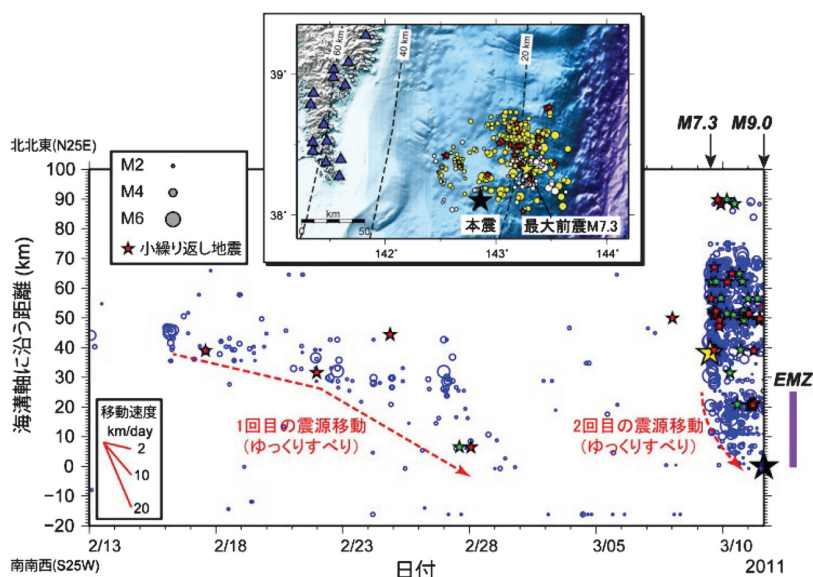 60 km
40 km
20 km
39
38
km
0
50
本震
最大前震M7.3
142
143
144
M7.3
M9.0
北北東(N25E)
M2
M4
M6
小繰り返し地震
海溝軸に沿う距離 (km)
100
90
80
70
60
50
40
30
20
10
0
−10
−20
移動速度
km/day
2
10
20
1回目の震源移動
(ゆっくりすべり)
2回目の震源移動
(ゆっくりすべり)
EMZ
2/13
2/18
2/23
2/28
3/05
3/10
南南西(S25W)
日付
2011